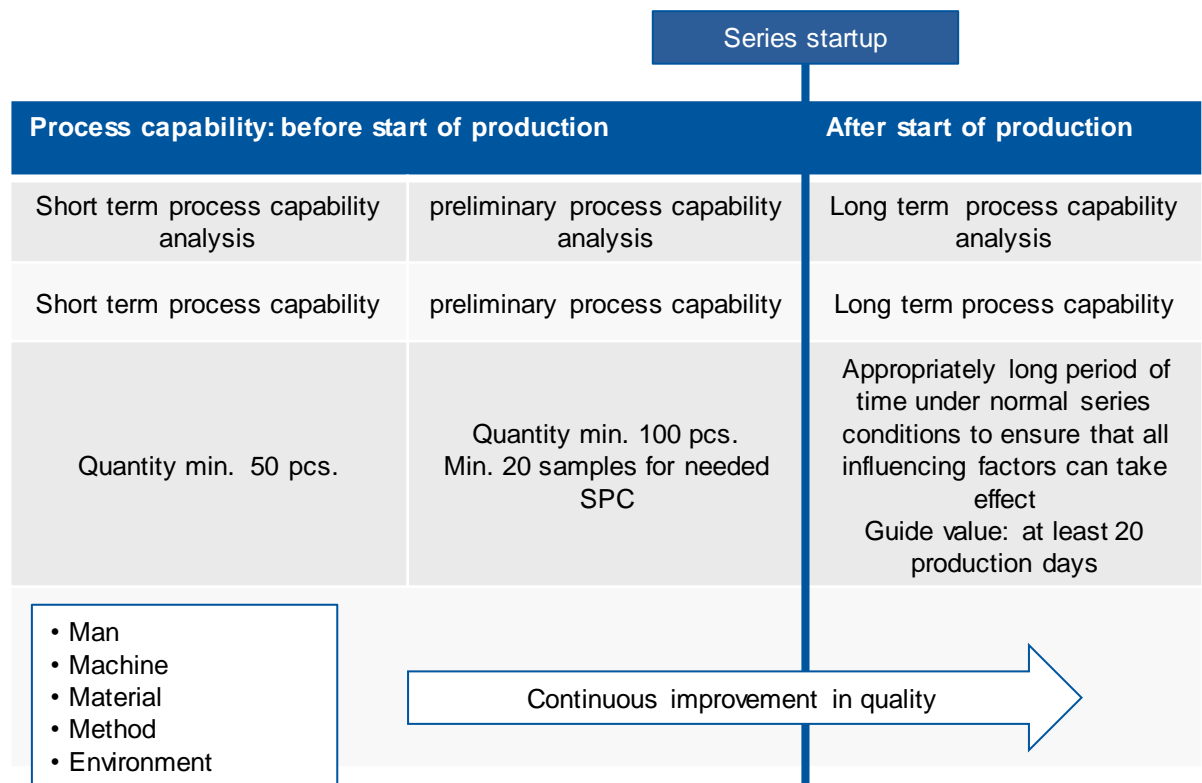 Series startup
Process capability: before start of production
After start of production
Short term process capability
analysis
preliminary process capability
analysis
Long term process capability
analysis
Short term process capability
preliminary process capability
Long term process capability
Quantity min. 50 pcs.
Quantity min. 100 pcs.
Min. 20 samples for needed
SPC
Appropriately long period of
time under normal series
conditions to ensure that all
influencing factors can take
effect
Guide value: at least 20
production days
• Man
• Machine
• Material
• Method
• Environment
Continuous improvement in quality